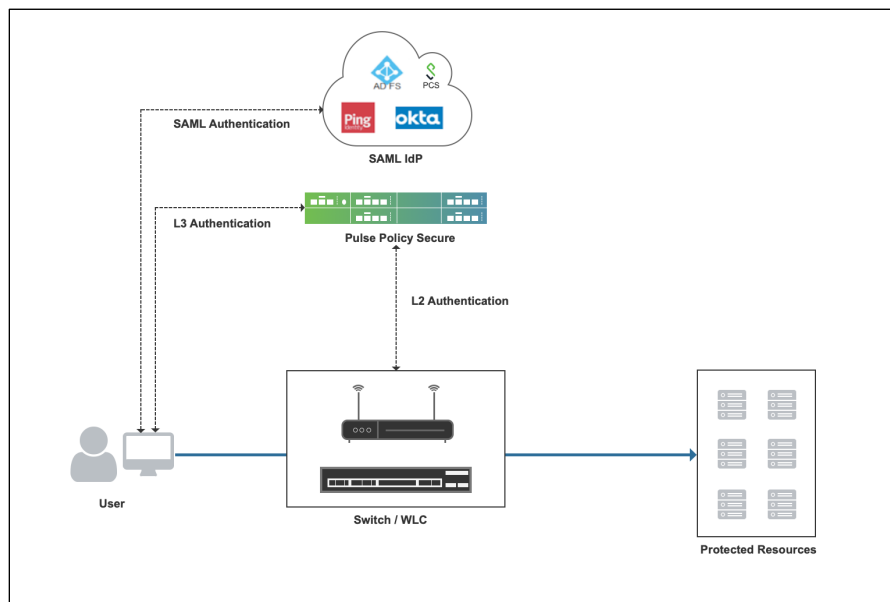 AD FS
PCS
Ping
Identity
okta
SAML Authentication
SAML IdP
L3 Authentication
Pulse Policy Secure
L2 Authentication
User
Switch / WLC
Protected Resources